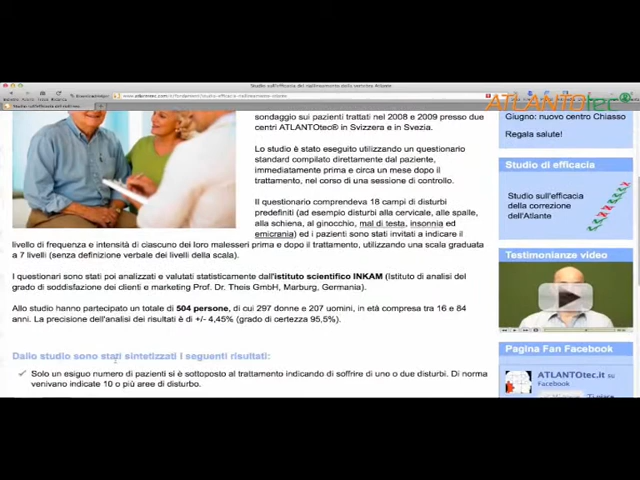 Studio sull'efficacia del riallineamento della vertebra Atlante
ATLANTOtec®
sondaggio sui pazienti trattati nel 2008 e 2009 presso due
centri ATLANTOtec® in Svizzera e in Svezia.
Lo studio è stato eseguito utilizzando un questionario
standard compilato direttamente dal paziente,
immediatamente prima e circa un mese dopo il
trattamento, nel corso di una sessione di controllo.
Il questionario comprendeva 18 campi di disturbi
predefiniti (ad esempio disturbi alla cervicale, alle spalle,
alla schiena, al ginocchio, mal di testa, insonnia ed
emicrania) ed i pazienti sono stati invitati a indicare il
livello di frequenza e intensità di ciascuno dei loro malesseri prima e dopo il trattamento, utilizzando una scala graduata
a 7 livelli (senza definizione verbale dei livelli della scala).
I questionari sono stati poi analizzati e valutati statisticamente dall'istituto scientifico INKAM (Istituto di analisi del
grado di soddisfazione dei clienti e marketing Prof. Dr. Theis GmbH, Marburg, Germania).
Allo studio hanno partecipato un totale di 504 persone, di cui 297 donne e 207 uomini, in età compresa tra 16 e 84
anni. La precisione dell'analisi dei risultati è di +/- 4,45% (grado di certezza 95,5%).
Dallo studio sono stati sintetizzati i seguenti risultati:
Solo un esiguo numero di pazienti si è sottoposto al trattamento indicando di soffrire di uno o due disturbi. Di norma
venivano indicate 10 o più aree di disturbo.
Giugno: nuovo centro Chiasso
Regala salute!
Studio di efficacia
Studio sull'efficacia
della correzione
dell'Atlante
Testimonianze video
Pagina Fan Facebook
ATLANTOtec.it su
Facebook